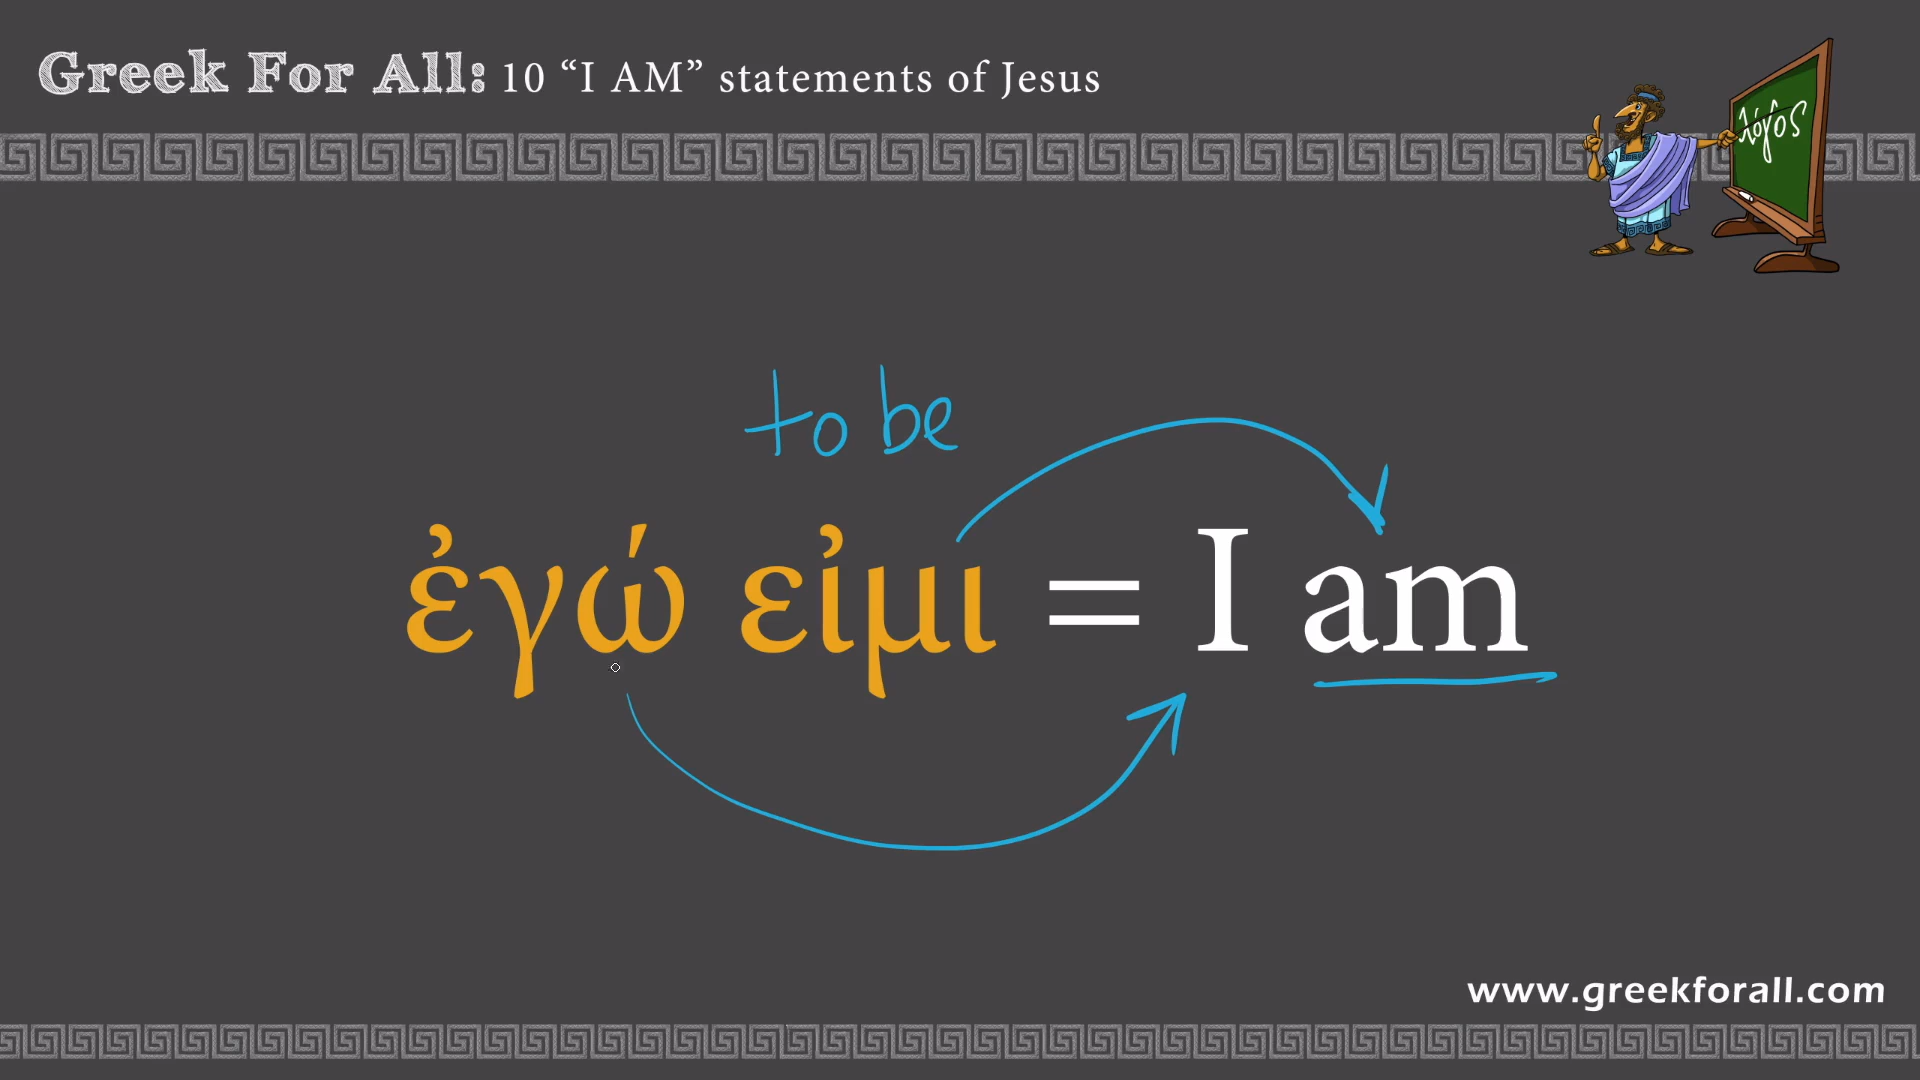 Greek For All: 10 “I AM” statements of Jesus
λόγος
to be
ἐγώ εἰμι = I am
www.greekforall.com